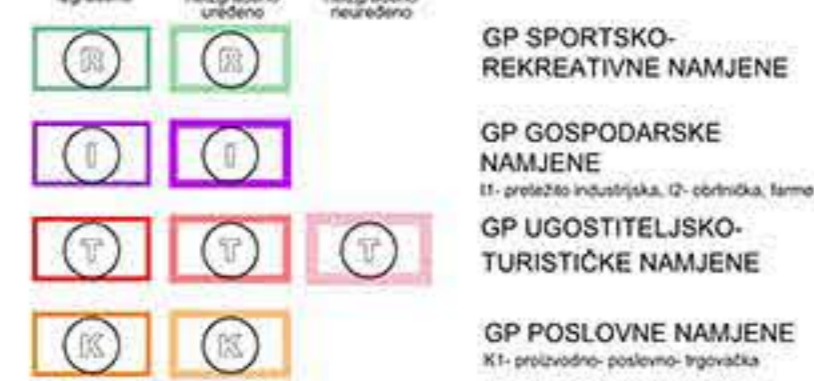 uređeno
neuređeno
R R GP SPORTSKO-
REKREATIVNE NAMJENE
I I GP GOSPODARSKE
NAMJENE
I1- pretežito industrijska, I2- obrtnička, farme
T T T GP UGOSTITELJSKO-
TURISTIČKE NAMJENE
K K GP POSLOVNE NAMJENE
K1- proizvodno- poslovno- trgovačka